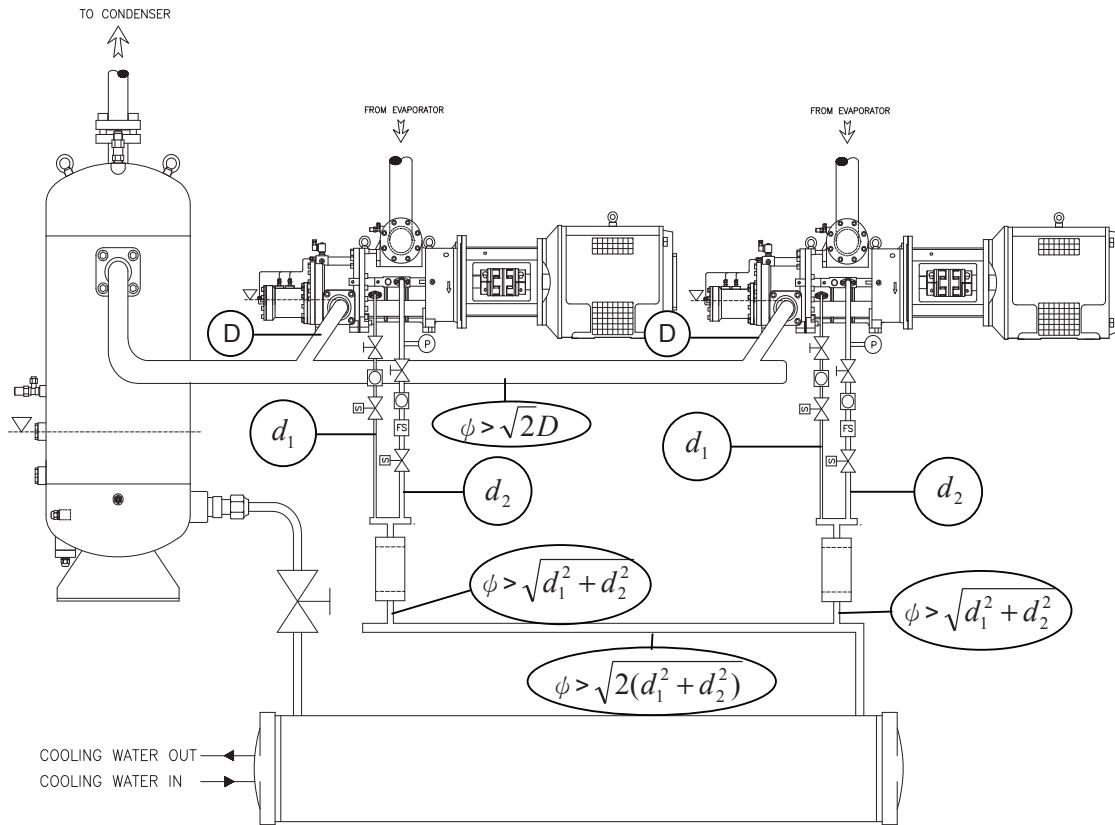 TO CONDENSER
FROM EVAPORATOR
FROM EVAPORATOR
D
D
P
P
ϕ > √2D
S
S
d₁
d₁
FS
FS
S
S
d₂
d₂
ϕ > √(d₁² + d₂²)
ϕ > √(d₁² + d₂²)
ϕ > √(2(d₁² + d₂²))
COOLING WATER OUT
COOLING WATER IN